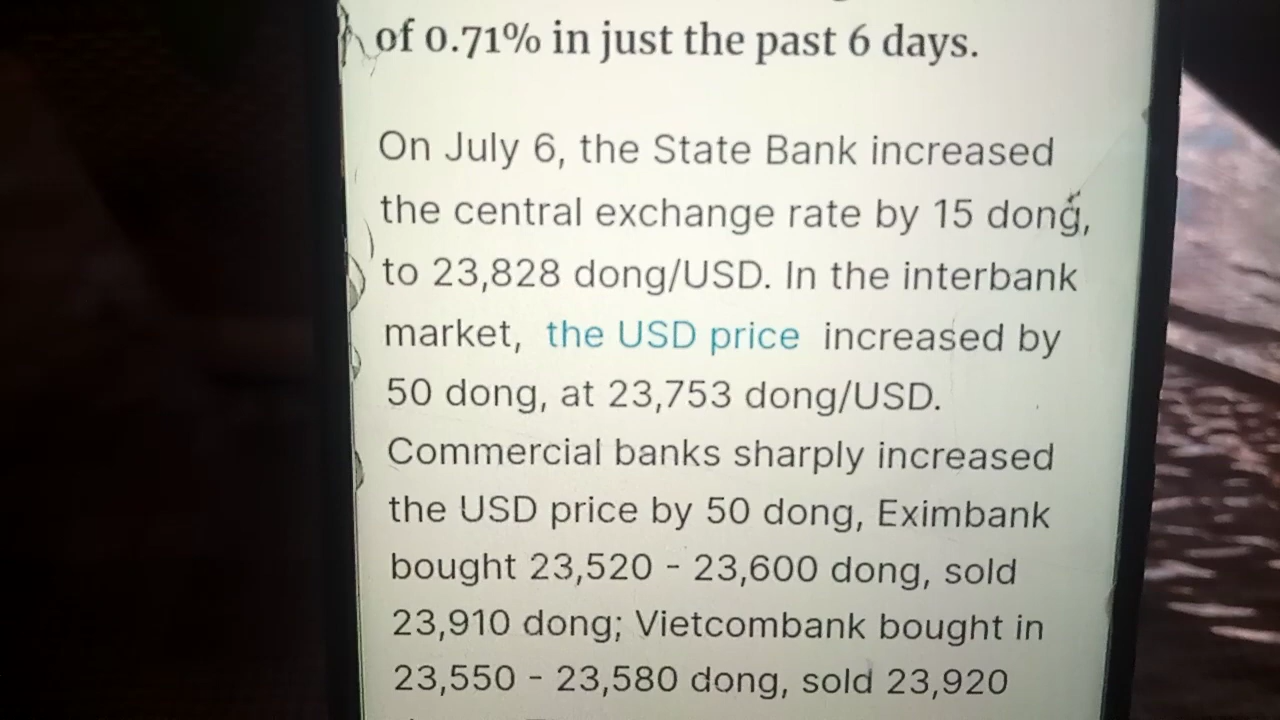 of 0.71% in just the past 6 days.
On July 6, the State Bank increased
the central exchange rate by 15 dong,
to 23,828 dong/USD. In the interbank
market, the USD price increased by
50 dong, at 23,753 dong/USD.
Commercial banks sharply increased
the USD price by 50 dong, Eximbank
bought 23,520 - 23,600 dong, sold
23,910 dong; Vietcombank bought in
23,550 - 23,580 dong, sold 23,920